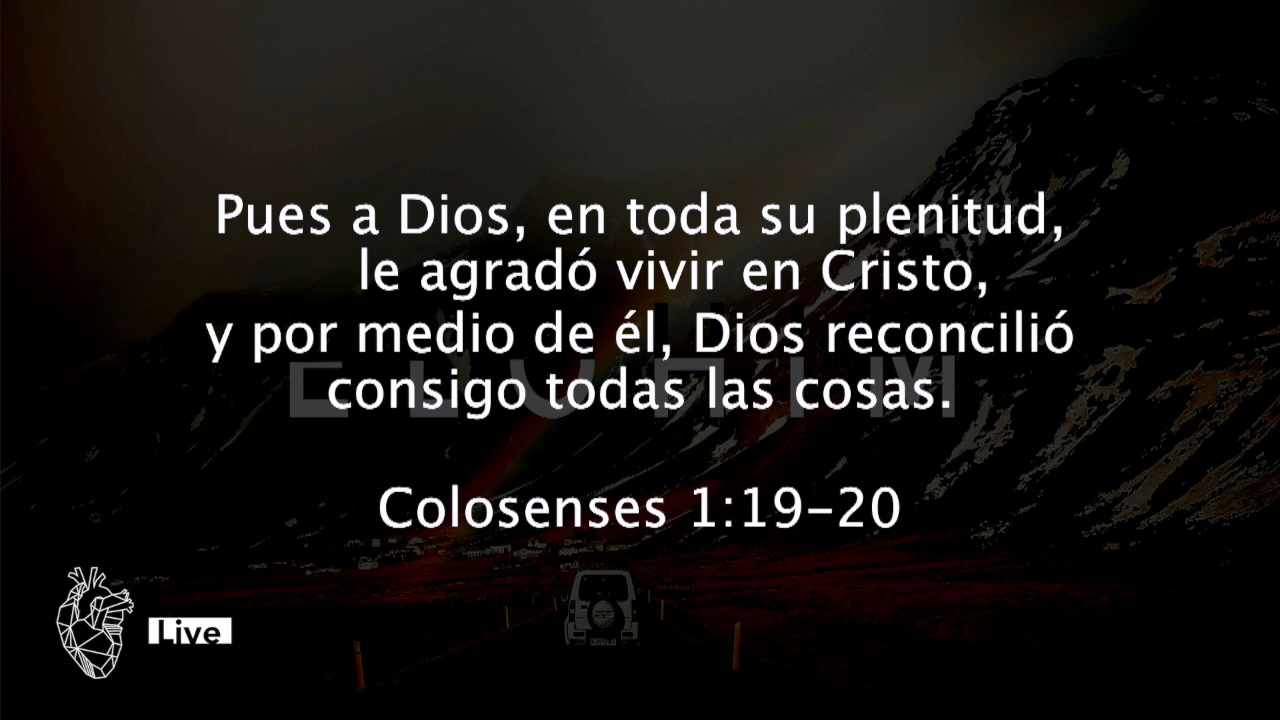 Pues a Dios, en toda su plenitud,
le agradó vivir en Cristo,
y por medio de él, Dios reconcilió
consigo todas las cosas.
ELOHIM
Colosenses 1:19-20
Live